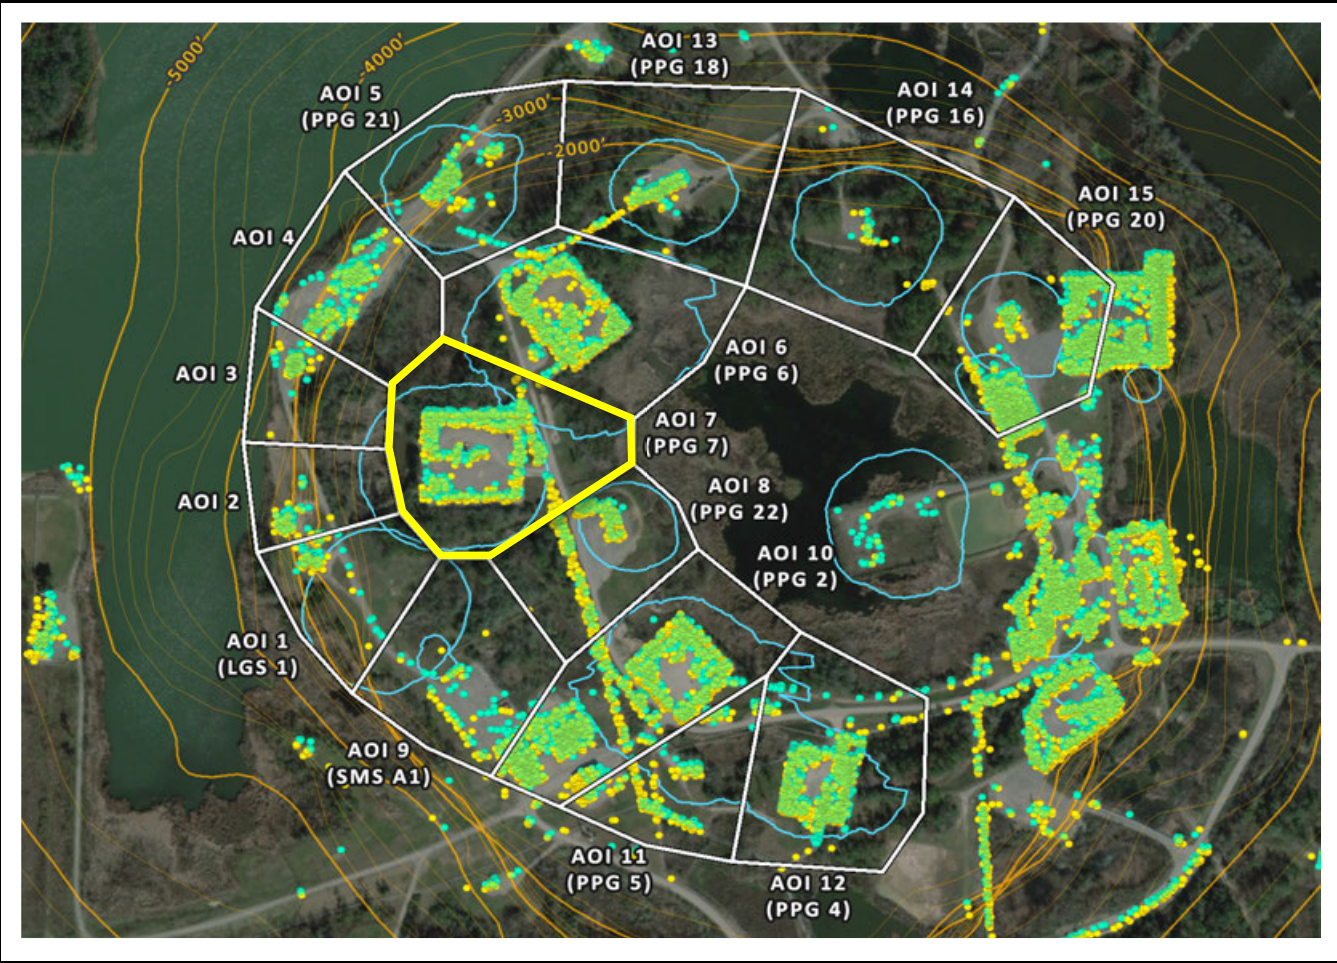 -5000'
-4000'
AOI 13
(PPG 18)
AOI 5
(PPG 21)
-3000'
-2000'
AOI 14
(PPG 16)
AOI 15
(PPG 20)
AOI 4
AOI 3
AOI 6
(PPG 6)
AOI 7
(PPG 7)
AOI 2
AOI 8
(PPG 22)
AOI 10
(PPG 2)
AOI 1
(LGS 1)
AOI 9
(SMS A1)
AOI 11
(PPG 5)
AOI 12
(PPG 4)